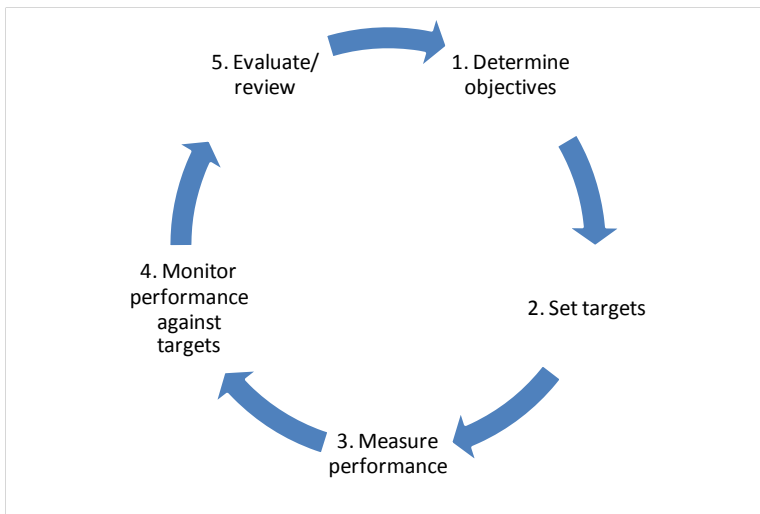 1. Determine
objectives
2. Set targets
3. Measure
performance
4. Monitor
performance
against
targets
5. Evaluate/
review